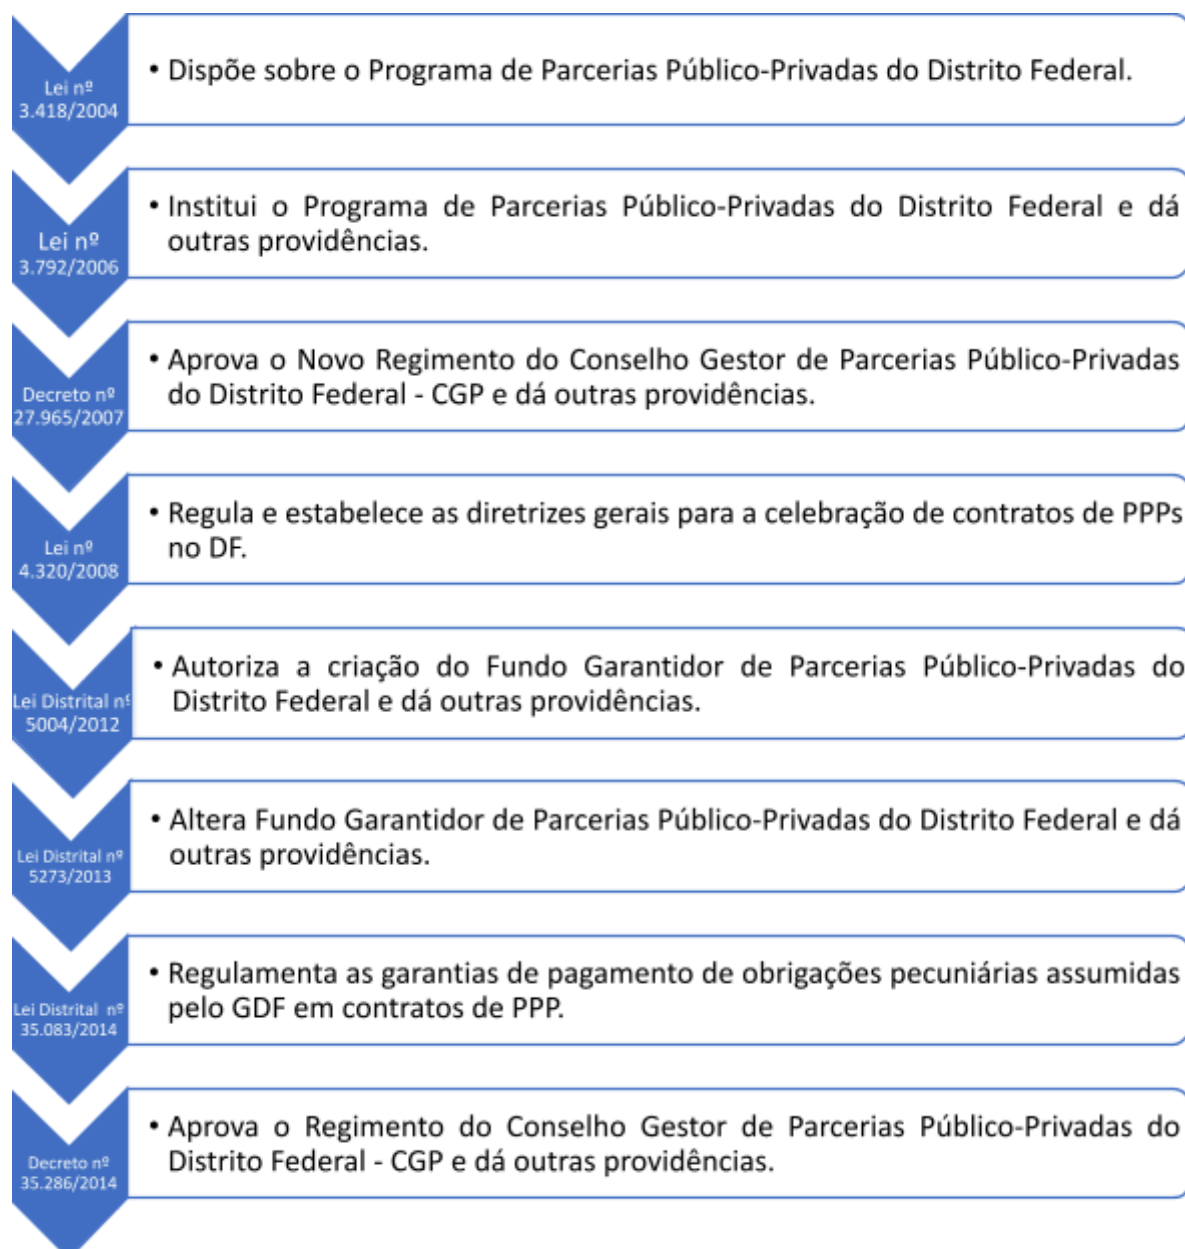 Lei nº
3.418/2004
• Dispõe sobre o Programa de Parcerias Público-Privadas do Distrito Federal.
Lei nº
3.792/2006
• Institui o Programa de Parcerias Público-Privadas do Distrito Federal e dá
outras providências.
Decreto nº
27.965/2007
• Aprova o Novo Regimento do Conselho Gestor de Parcerias Público-Privadas
do Distrito Federal - CGP e dá outras providências.
Lei nº
4.320/2008
• Regula e estabelece as diretrizes gerais para a celebração de contratos de PPPs
no DF.
Lei Distrital nº
5004/2012
• Autoriza a criação do Fundo Garantidor de Parcerias Público-Privadas do
Distrito Federal e dá outras providências.
Lei Distrital nº
5273/2013
• Altera Fundo Garantidor de Parcerias Público-Privadas do Distrito Federal e dá
outras providências.
Lei Distrital nº
35.083/2014
• Regulamenta as garantias de pagamento de obrigações pecuniárias assumidas
pelo GDF em contratos de PPP.
Decreto nº
35.286/2014
• Aprova o Regimento do Conselho Gestor de Parcerias Público-Privadas do
Distrito Federal - CGP e dá outras providências.